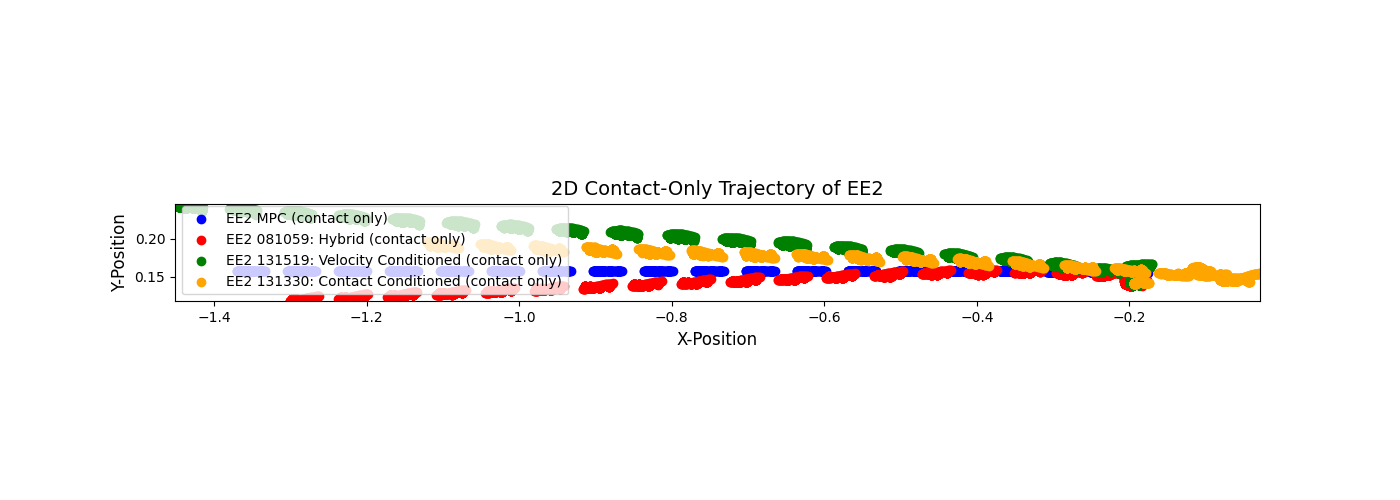 2D Contact-Only Trajectory of EE2
Y-Position
0.20
0.15
EE2 MPC (contact only)
EE2 081059: Hybrid (contact only)
EE2 131519: Velocity Conditioned (contact only)
EE2 131330: Contact Conditioned (contact only)
−1.4 −1.2 −1.0 −0.8 −0.6 −0.4 −0.2
X-Position